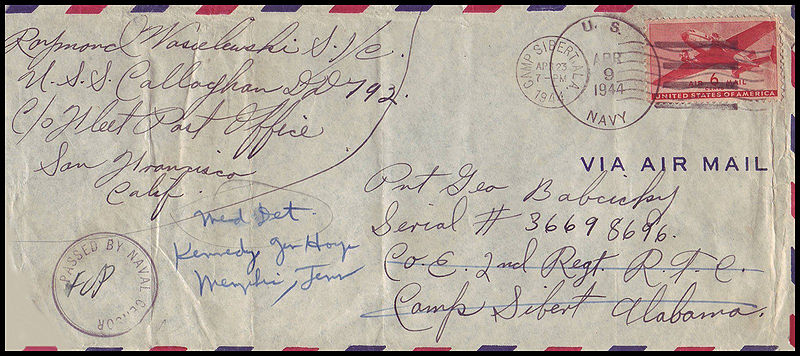 Raymond Wasielewski S. 1/c.
U.S.S. Callaghan DD 792.
c/o Fleet Post Office
San Francisco
Calif.
CAMP SIBERT, ALA.
APR 23
7 - PM
1944
U. S.
APR
9
1944
NAVY
AIR 6¢ MAIL
UNITED STATES OF AMERICA
VIA AIR MAIL
Pvt Geo Babicky
Serial # 36698696.
Co. E. 2nd Regt. R.T.C.
Camp Sibert Alabama.
Med Det.
Kennedy Gen Hosp
Memphis, Tenn
PASSED BY NAVAL CENSOR